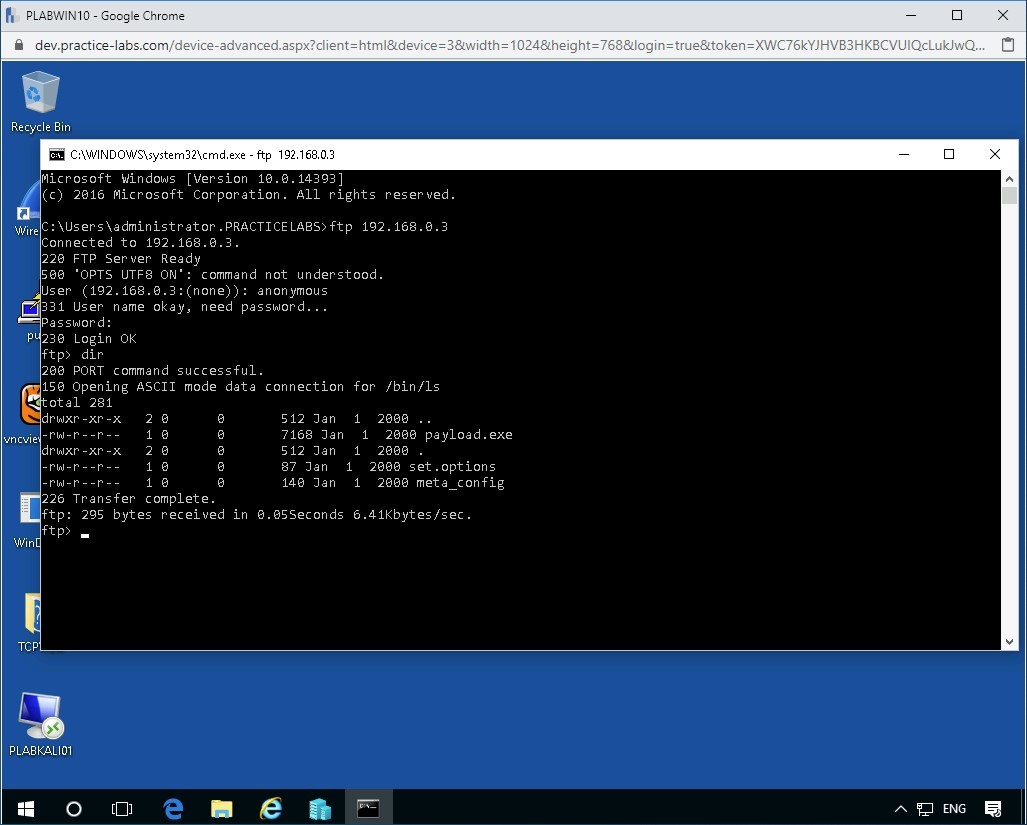 PLABWIN10 - Google Chrome
dev.practice-labs.com/device-advanced.aspx?client=html&device=3&width=1024&height=768&login=true&token=XWC76kYJHVB3HKBCVUIQcLukJwQ...
Recycle Bin
C:\WINDOWS\system32\cmd.exe - ftp 192.168.0.3
Microsoft Windows [Version 10.0.14393]
(c) 2016 Microsoft Corporation. All rights reserved.
C:\Users\administrator.PRACTICELABS>ftp 192.168.0.3
Connected to 192.168.0.3.
220 FTP Server Ready
500 'OPTS UTF8 ON': command not understood.
User (192.168.0.3:(none)): anonymous
331 User name okay, need password...
Password:
230 Login OK
ftp> dir
200 PORT command successful.
150 Opening ASCII mode data connection for /bin/ls
total 281
drwxr-xr-x 2 0 0 512 Jan 1 2000 ..
-rw-r--r-- 1 0 0 7168 Jan 1 2000 payload.exe
drwxr-xr-x 2 0 0 512 Jan 1 2000 .
-rw-r--r-- 1 0 0 87 Jan 1 2000 set.options
-rw-r--r-- 1 0 0 140 Jan 1 2000 meta_config
226 Transfer complete.
ftp: 295 bytes received in 0.05Seconds 6.41Kbytes/sec.
ftp>
Wire
pu
vncview
WinD
TCP
PLABKALI01
ENG